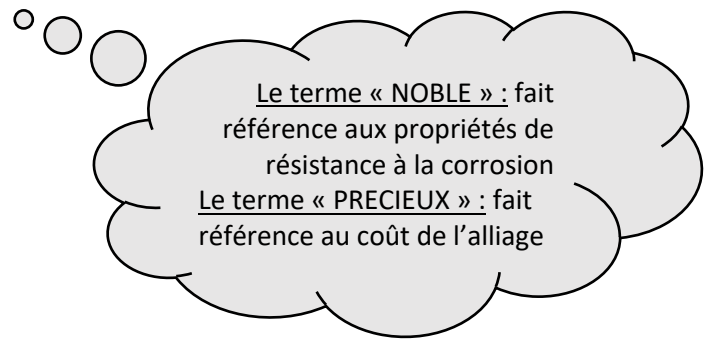 Le terme « NOBLE » : fait
référence aux propriétés de
résistance à la corrosion
Le terme « PRECIEUX » : fait
référence au coût de l’alliage